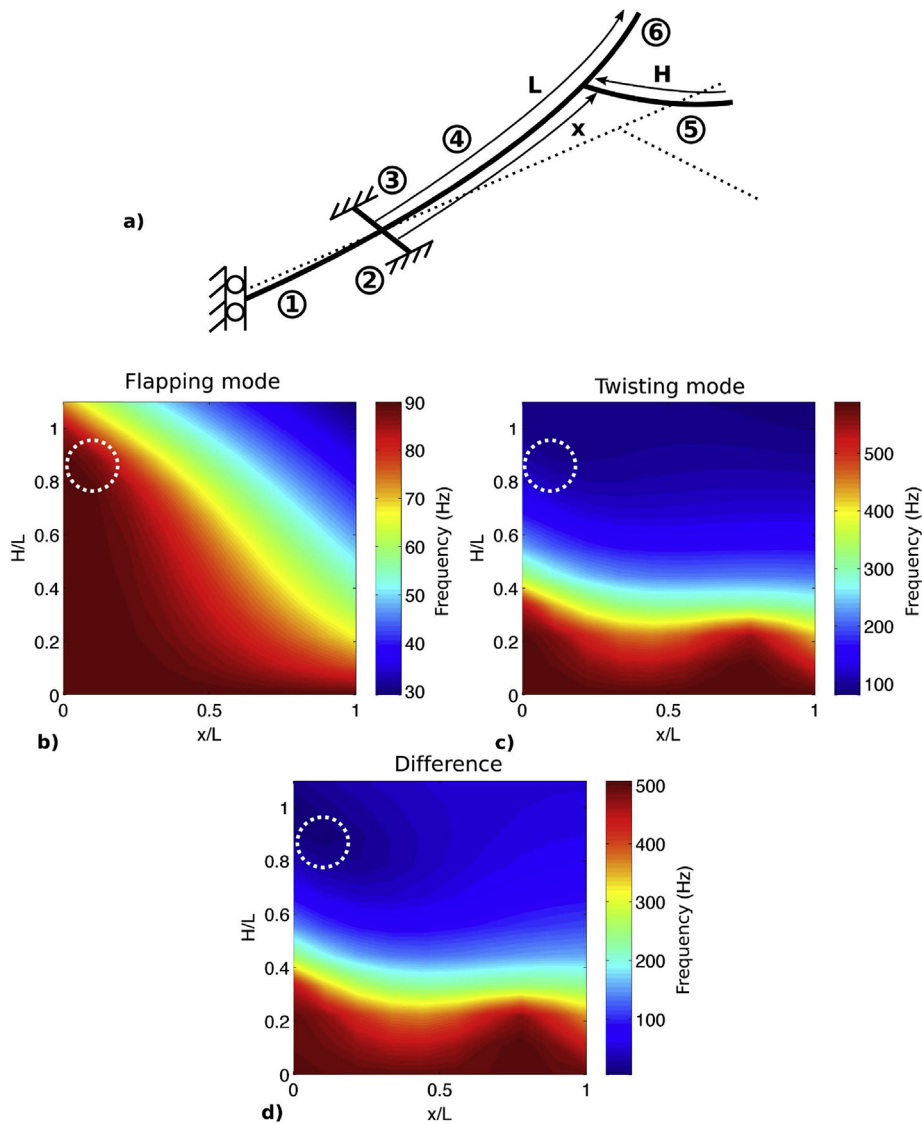 ⑥
L
H
x
④
⑤
③
a)
②
①
Flapping mode
Twisting mode
90
80
70
60
50
40
30
Frequency (Hz)
1
0.8
0.6
0.4
0.2
0
H/L
0
0.5
1
x/L
b)
500
400
300
200
100
Frequency (Hz)
1
0.8
0.6
0.4
0.2
0
H/L
0
0.5
1
x/L
c)
Difference
500
400
300
200
100
Frequency (Hz)
1
0.8
0.6
0.4
0.2
0
H/L
0
0.5
1
x/L
d)